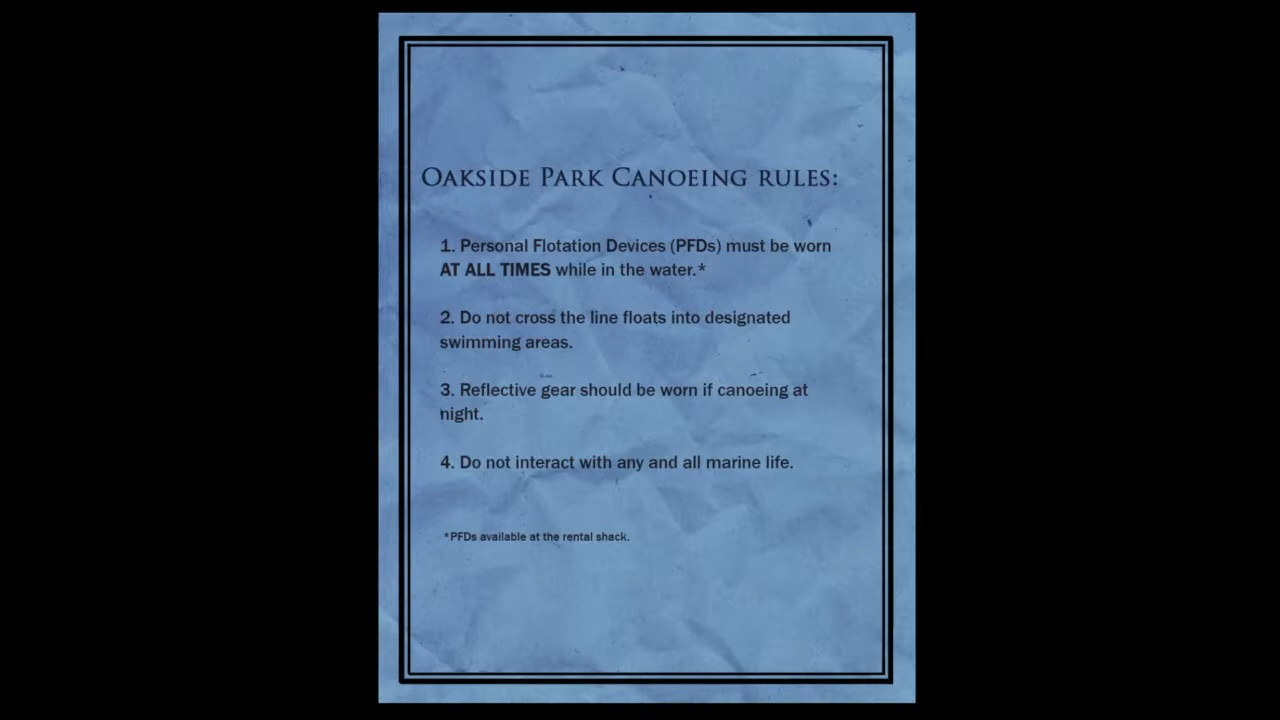 Oakside Park Canoeing rules:
1. Personal Flotation Devices (PFDs) must be worn
AT ALL TIMES while in the water.*
2. Do not cross the line floats into designated
swimming areas.
3. Reflective gear should be worn if canoeing at
night.
4. Do not interact with any and all marine life.
*PFDs available at the rental shack.